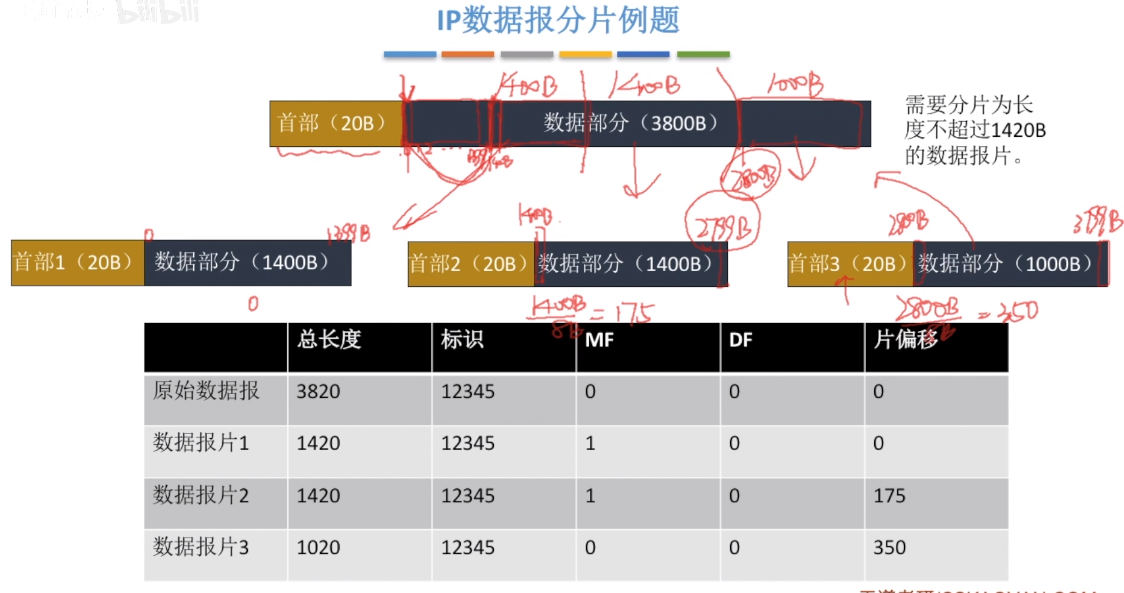 bilibili
IP数据报分片例题
1400B 1400B 1000B
首部（20B） 数据部分（3800B）
需要分片为长
度不超过1420B
的数据报片。
2800B
0 1399B 1400B 2799B 2800B 3799B
首部1（20B） 数据部分（1400B） 首部2（20B） 数据部分（1400B） 首部3（20B） 数据部分（1000B）
0 1400B/8B=175 2800B/8B=350
总长度 标识 MF DF 片偏移
原始数据报 3820 12345 0 0 0
数据报片1 1420 12345 1 0 0
数据报片2 1420 12345 1 0 175
数据报片3 1020 12345 0 0 350